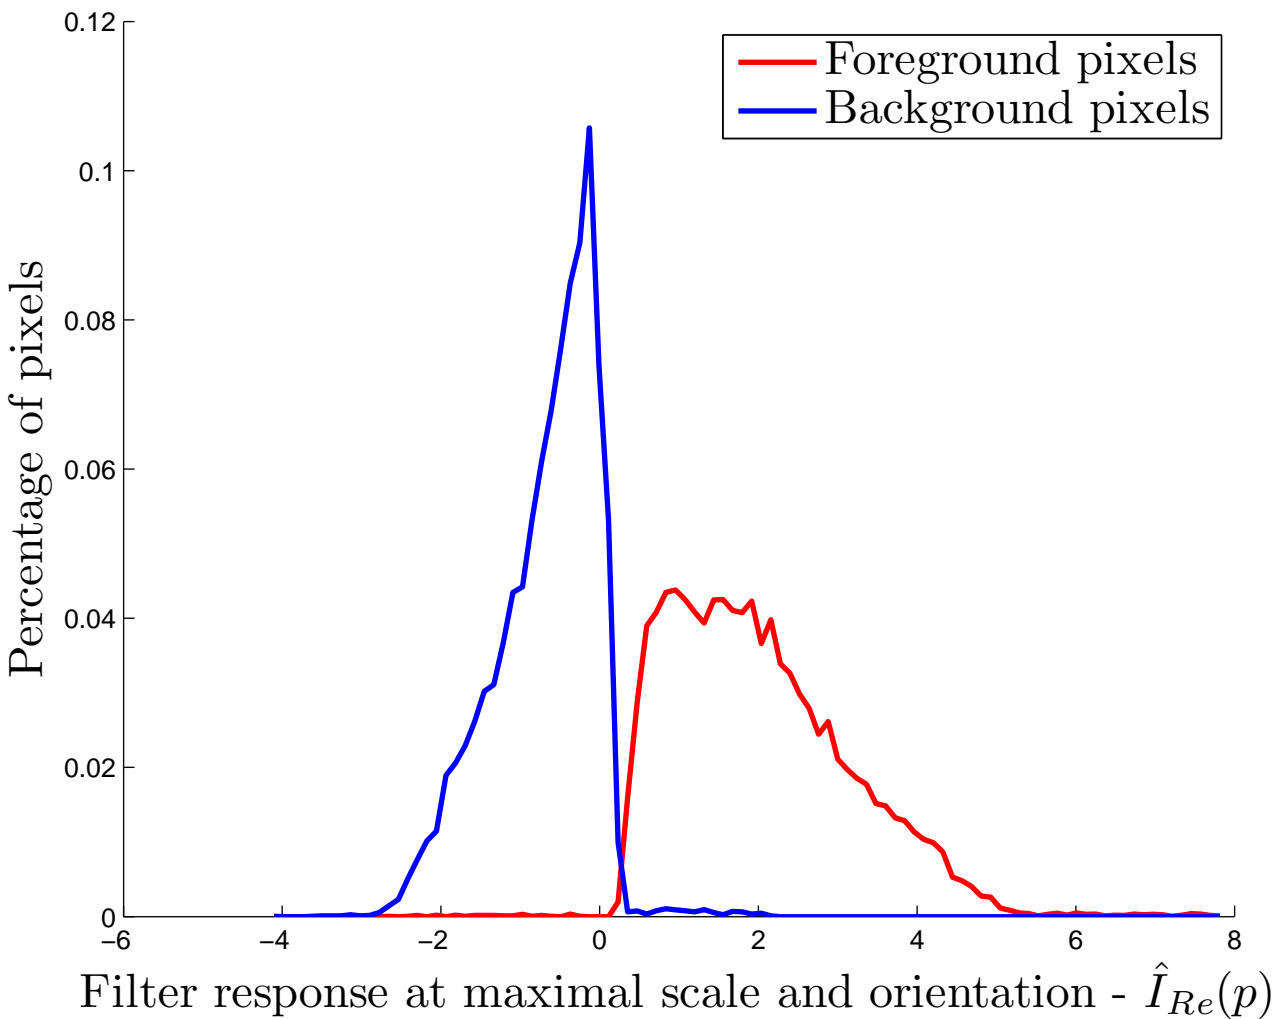 0.12
0.1
0.08
0.06
0.04
0.02
0
Percentage of pixels
Foreground pixels
Background pixels
−6 −4 −2 0 2 4 6 8
Filter response at maximal scale and orientation - Î_Re(p)